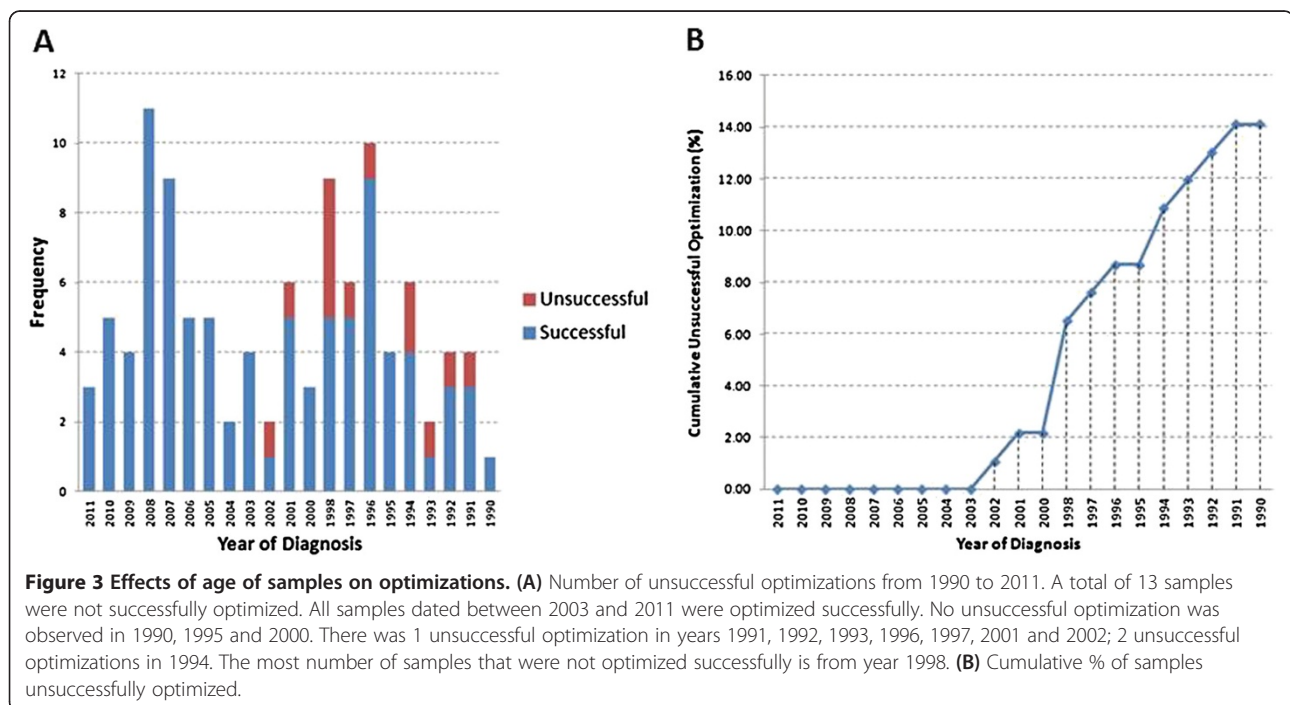 A
12
10
8
6
4
2
0
Frequency
2011 2010 2009 2008 2007 2006 2005 2004 2003 2002 2001 2000 1998 1997 1996 1995 1994 1993 1992 1991 1990
Year of Diagnosis
Unsuccessful
Successful
B
16.00
14.00
12.00
10.00
8.00
6.00
4.00
2.00
0.00
Cumulative Unsuccessful Optimization (%)
2011 2010 2009 2008 2007 2006 2005 2004 2003 2002 2001 2000 1998 1997 1996 1995 1994 1993 1992 1991 1990
Year of Diagnosis
Figure 3 Effects of age of samples on optimizations. (A) Number of unsuccessful optimizations from 1990 to 2011. A total of 13 samples
were not successfully optimized. All samples dated between 2003 and 2011 were optimized successfully. No unsuccessful optimization was
observed in 1990, 1995 and 2000. There was 1 unsuccessful optimization in years 1991, 1992, 1993, 1996, 1997, 2001 and 2002; 2 unsuccessful
optimizations in 1994. The most number of samples that were not optimized successfully is from year 1998. (B) Cumulative % of samples
unsuccessfully optimized.